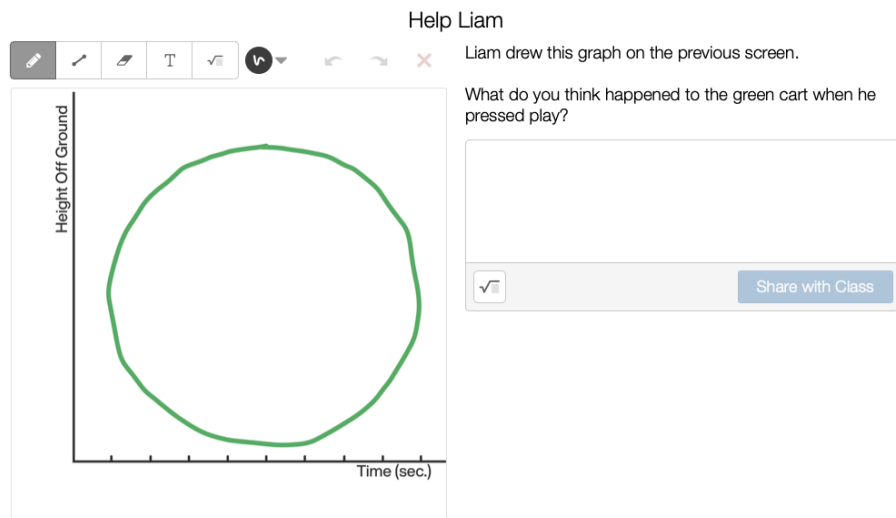 Help Liam
T
√
Liam drew this graph on the previous screen.
What do you think happened to the green cart when he
pressed play?
Height Off Ground
Time (sec.)
√
Share with Class